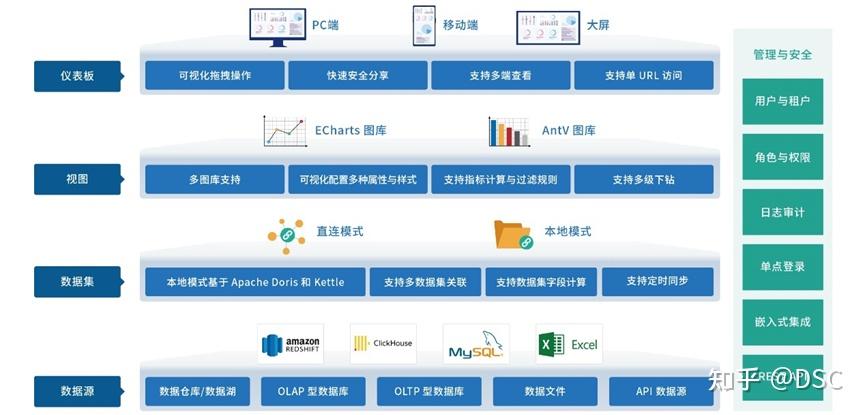 PC端
移动端
大屏
仪表板
可视化拖拽操作
快速安全分享
支持多端查看
支持单 URL 访问
ECharts 图库
AntV 图库
视图
多图库支持
可视化配置多种属性与样式
支持指标计算与过滤规则
支持多级下钻
直连模式
本地模式
数据集
本地模式基于 Apache Doris 和 Kettle
支持多数据集关联
支持数据集字段计算
支持定时同步
amazon
REDSHIFT
ClickHouse
MySQL
Excel
数据源
数据仓库/数据湖
OLAP 型数据库
OLTP 型数据库
数据文件
API 数据源
管理与安全
用户与租户
角色与权限
日志审计
单点登录
嵌入式集成
REST API
知乎 @DSC